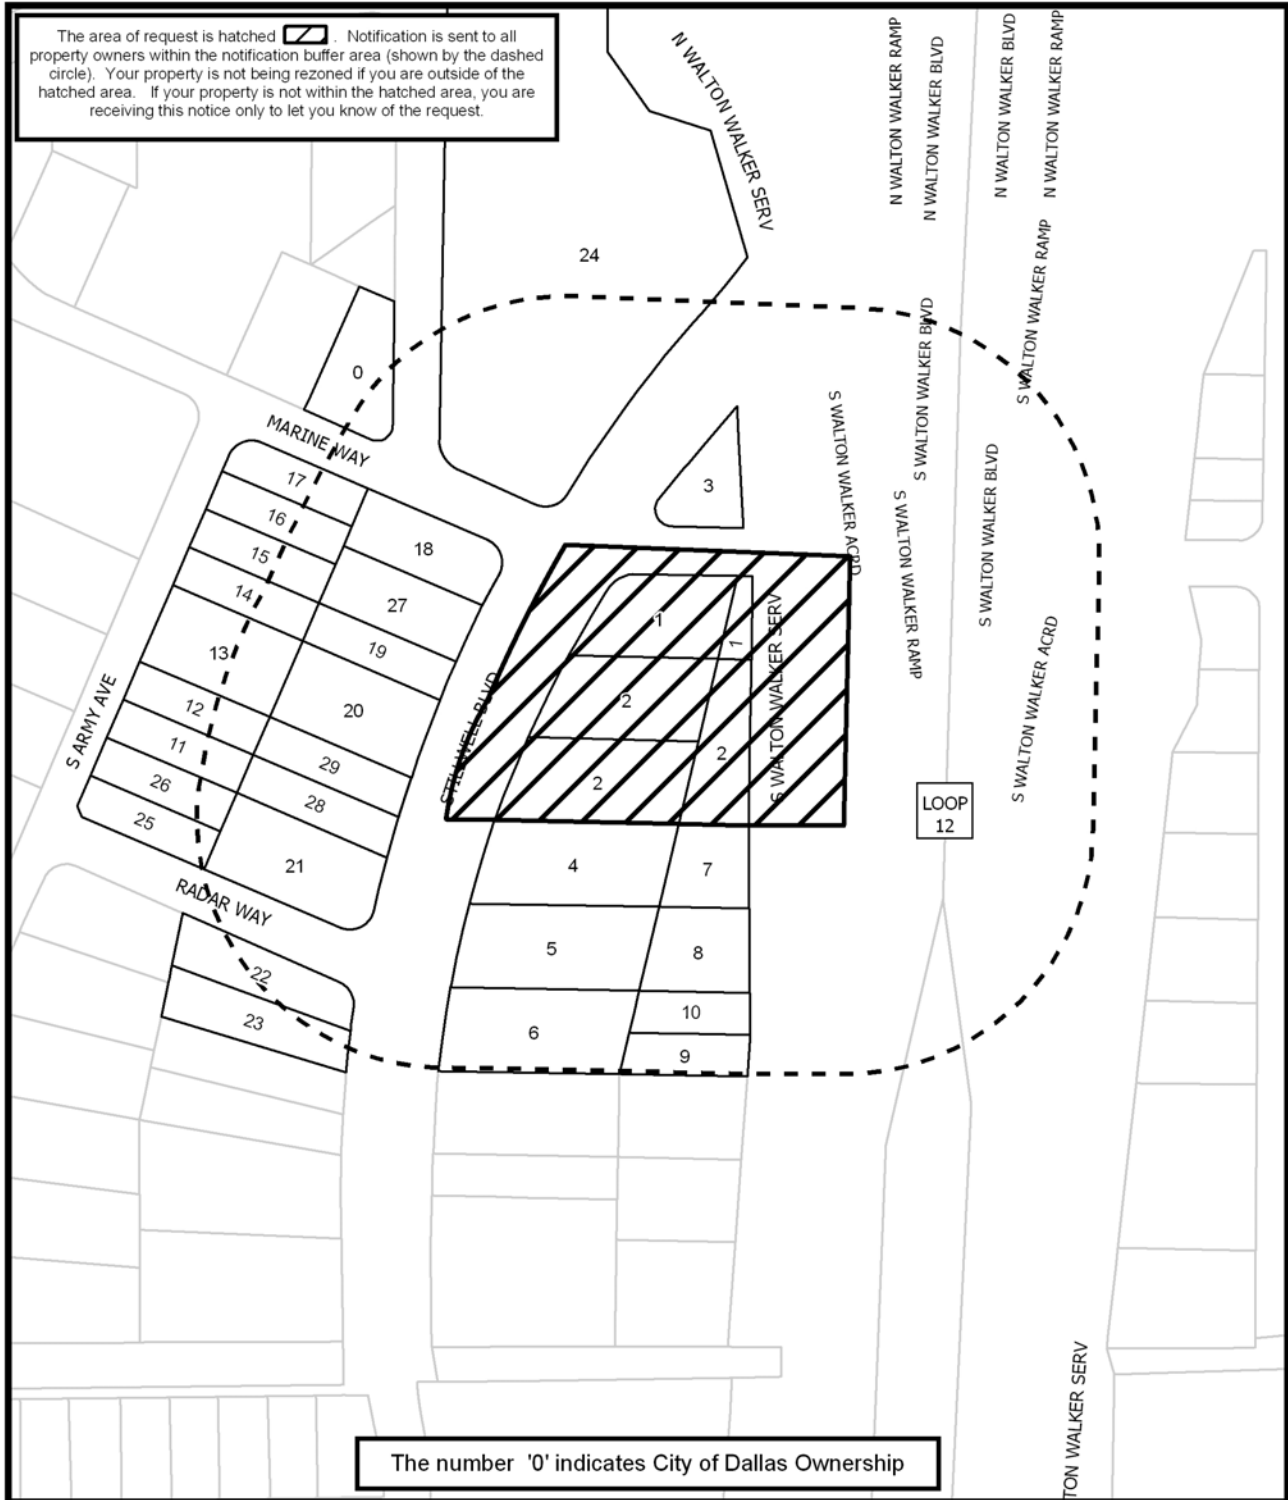 The area of request is hatched . Notification is sent to all
property owners within the notification buffer area (shown by the dashed
circle). Your property is not being rezoned if you are outside of the
hatched area. If your property is not within the hatched area, you are
receiving this notice only to let you know of the request.
N WALTON WALKER SERV
N WALTON WALKER RAMP
N WALTON WALKER BLVD
N WALTON WALKER BLVD
N WALTON WALKER RAMP
24
S WALTON WALKER RAMP
S WALTON WALKER BLVD
0
MARINE WAY
S WALTON WALKER ACRD
S WALTON WALKER BLVD
3
17
16
15
14
13
12
11
26
25
18
27
19
20
29
28
21
S ARMY AVE
STILLWELL BLVD
1
1
2
2
2
S WALTON WALKER SERV
S WALTON WALKER RAMP
S WALTON WALKER ACRD
LOOP
12
4
7
5
8
10
6
9
RADAR WAY
22
23
TON WALKER SERV
The number '0' indicates City of Dallas Ownership